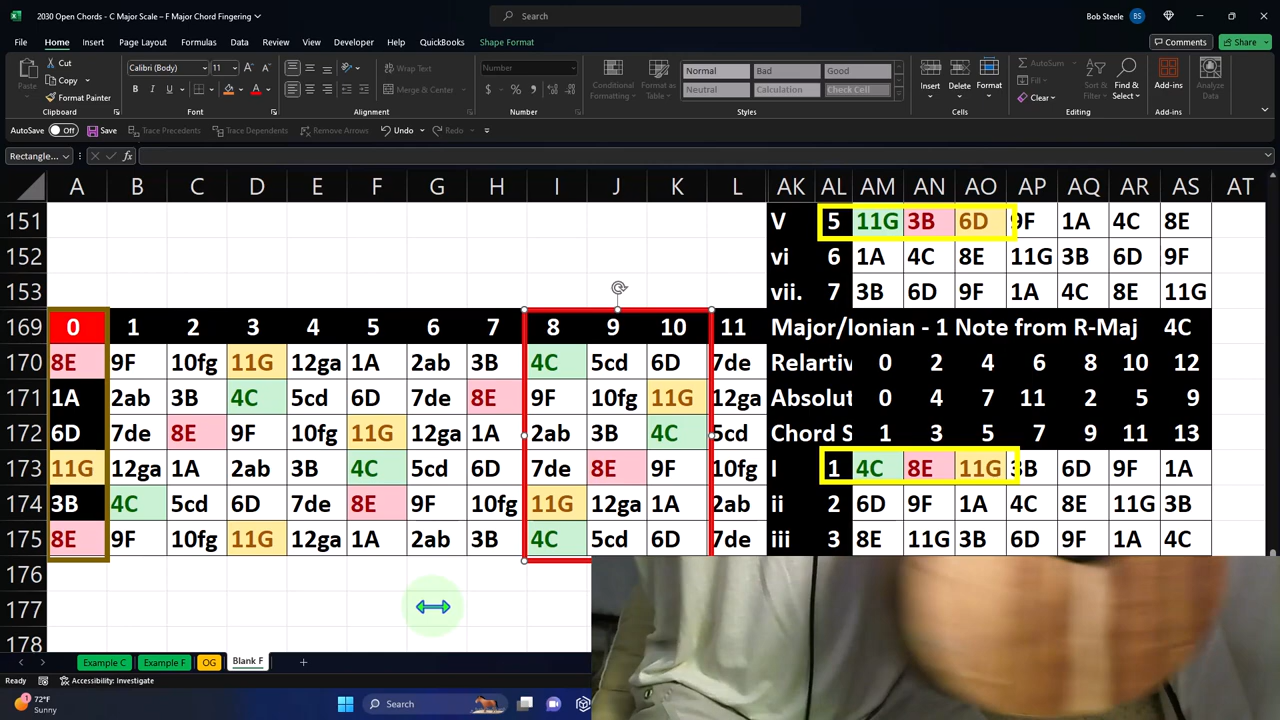 2030 Open Chords - C Major Scale – F Major Chord Fingering
Search
Bob Steele BS
File Home Insert Page Layout Formulas Data Review View Developer Help QuickBooks Shape Format Comments Share
Cut Calibri (Body) 11 Wrap Text Number Normal Bad Good AutoSum
Paste Copy Conditional Formatting Neutral Calculation Check Cell Insert Delete Format Fill Sort & Filter Find & Select Add-ins Analyze Data
Format Painter B I U A Merge & Center $ % Clear
Clipboard Font Alignment Number Styles Cells Editing Add-ins
AutoSave Off Save Trace Precedents Trace Dependents Remove Arrows Undo Redo
Rectangle... fx
A B C D E F G H I J K L AK AL AM AN AO AP AQ AR AS AT
151 V 5 11G 3B 6D 9F 1A 4C 8E
152 vi 6 1A 4C 8E 11G 3B 6D 9F
153 vii. 7 3B 6D 9F 1A 4C 8E 11G
169 0 1 2 3 4 5 6 7 8 9 10 11 Major/Ionian - 1 Note from R-Maj 4C
170 8E 9F 10fg 11G 12ga 1A 2ab 3B 4C 5cd 6D 7de Relartiv 0 2 4 6 8 10 12
171 1A 2ab 3B 4C 5cd 6D 7de 8E 9F 10fg 11G 12ga Absolut 0 4 7 11 2 5 9
172 6D 7de 8E 9F 10fg 11G 12ga 1A 2ab 3B 4C 5cd Chord S 1 3 5 7 9 11 13
173 11G 12ga 1A 2ab 3B 4C 5cd 6D 7de 8E 9F 10fg I 1 4C 8E 11G 3B 6D 9F 1A
174 3B 4C 5cd 6D 7de 8E 9F 10fg 11G 12ga 1A 2ab ii 2 6D 9F 1A 4C 8E 11G 3B
175 8E 9F 10fg 11G 12ga 1A 2ab 3B 4C 5cd 6D 7de iii 3 8E 11G 3B 6D 9F 1A 4C
176
177
178
Example C Example F OG Blank F
Ready Accessibility: Investigate
72°F
Sunny
Search